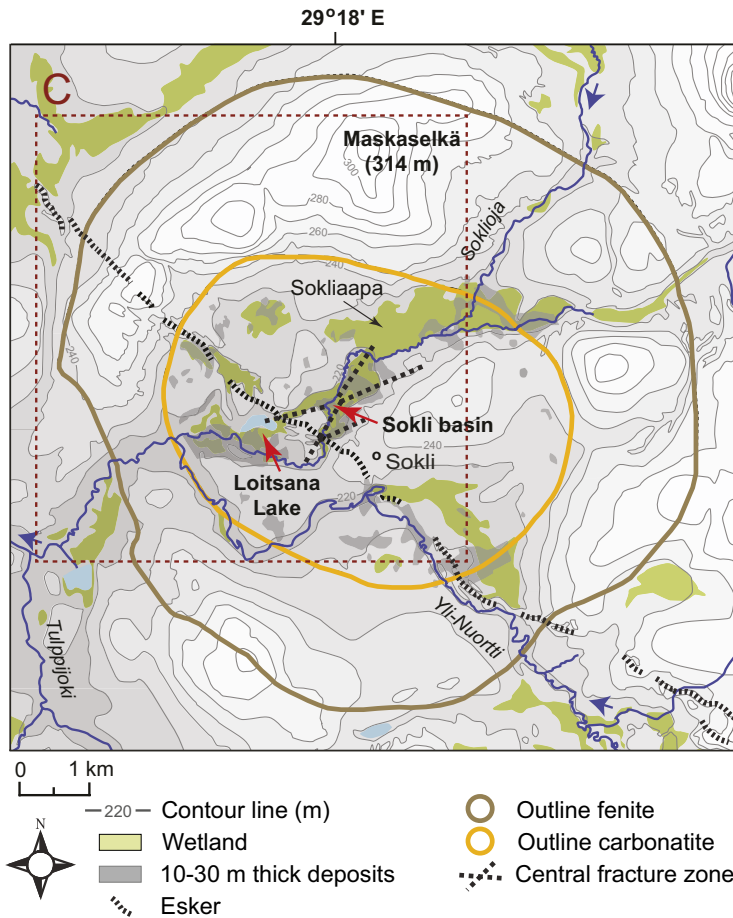 29°18' E
C
Maskaselkä
(314 m)
300
280
260
240
240
Sokliaapa
Soklioja
230
Sokli basin
240
Sokli
Loitsana
Lake
220
Yli-Nuortti
Tulppijoki
0 1 km
N
220 Contour line (m)
Wetland
10-30 m thick deposits
Esker
Outline fenite
Outline carbonatite
Central fracture zone